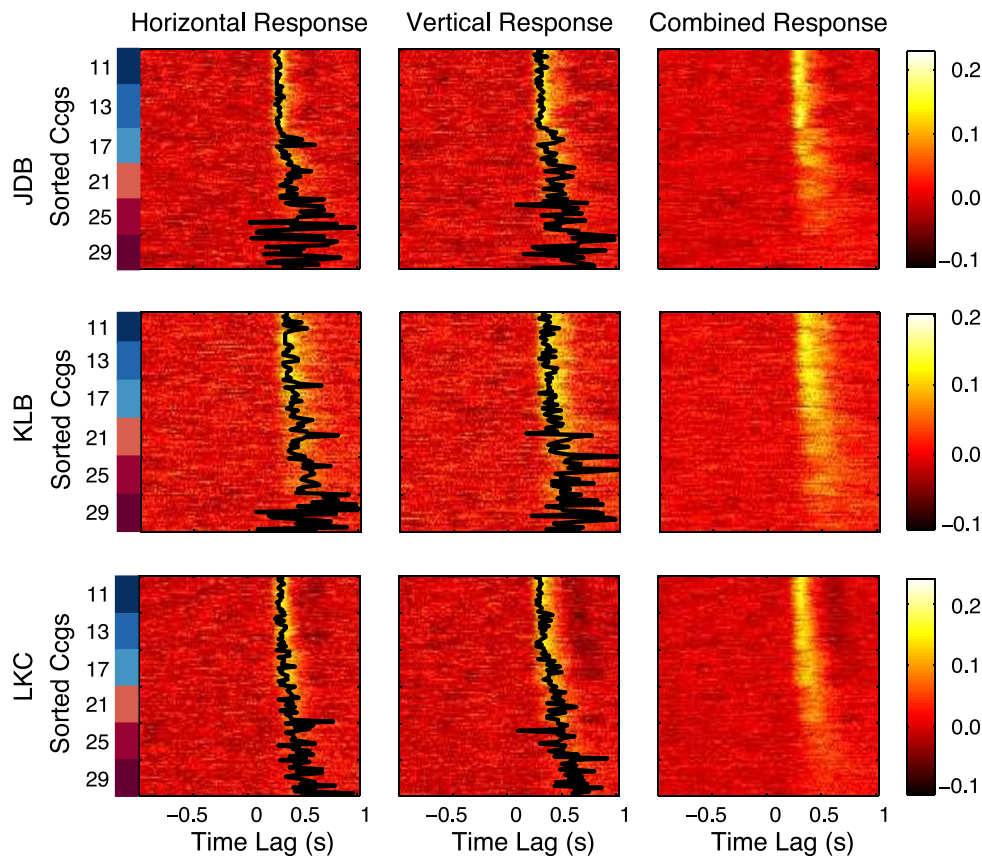 Horizontal Response Vertical Response Combined Response
JDB
Sorted Ccgs
11
13
17
21
25
29
0.2
0.1
0.0
−0.1
KLB
Sorted Ccgs
11
13
17
21
25
29
0.2
0.1
0.0
−0.1
LKC
Sorted Ccgs
11
13
17
21
25
29
0.2
0.1
0.0
−0.1
−0.5 0 0.5 1
−0.5 0 0.5 1
−0.5 0 0.5 1
Time Lag (s) Time Lag (s) Time Lag (s)